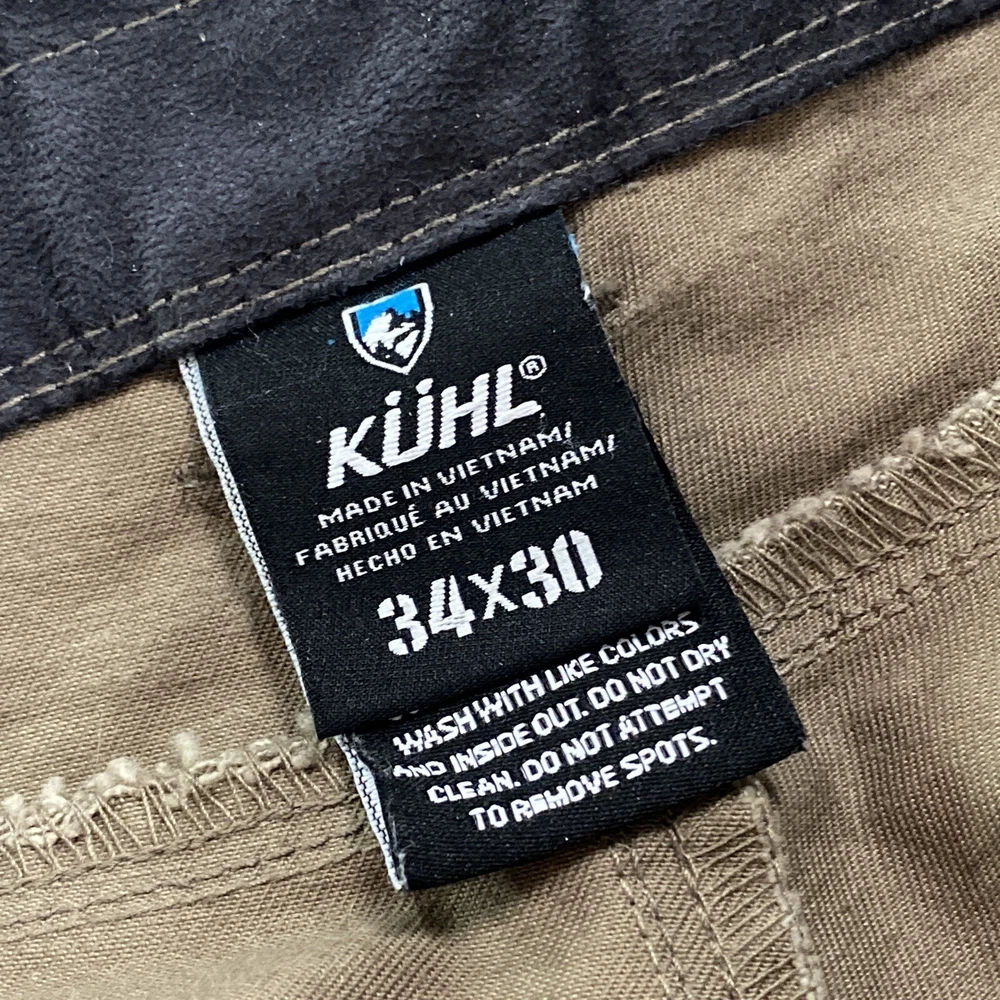 KÜHL®
MADE IN VIETNAM/
FABRIQUÉ AU VIETNAM/
HECHO EN VIETNAM
34X30
WASH WITH LIKE COLORS
AND INSIDE OUT. DO NOT DRY
CLEAN. DO NOT ATTEMPT
TO REMOVE SPOTS.